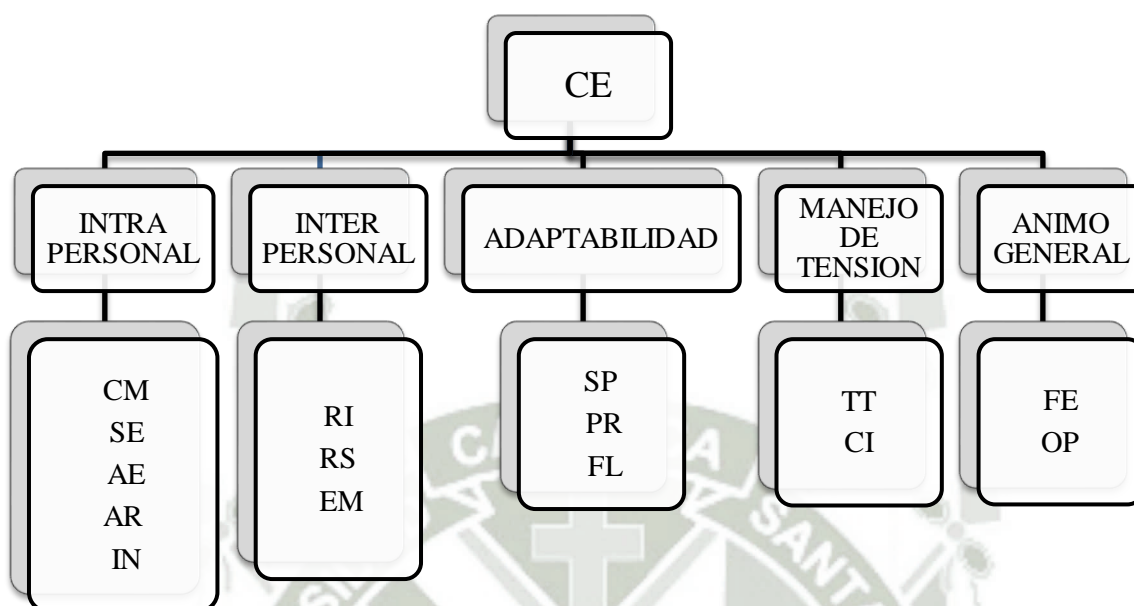 CE
INTRA
PERSONAL
INTER
PERSONAL
ADAPTABILIDAD
MANEJO
DE
TENSION
ANIMO
GENERAL
CM
SE
AE
AR
IN
RI
RS
EM
SP
PR
FL
TT
CI
FE
OP